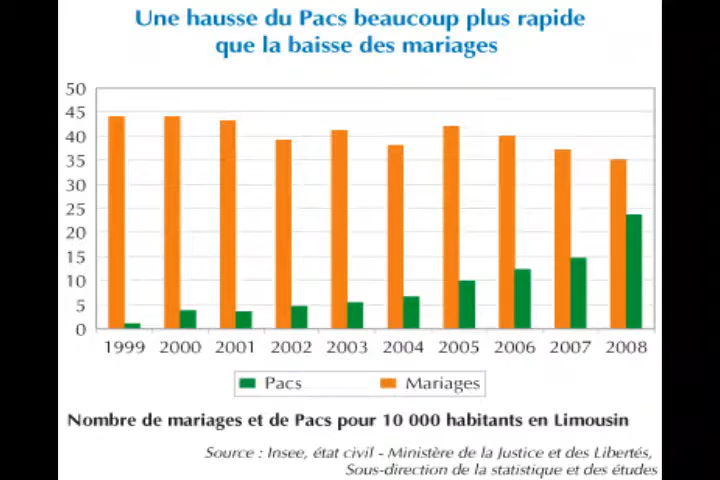 Une hausse du Pacs beaucoup plus rapide
que la baisse des mariages
50
45
40
35
30
25
20
15
10
5
0
1999 2000 2001 2002 2003 2004 2005 2006 2007 2008
Pacs Mariages
Nombre de mariages et de Pacs pour 10 000 habitants en Limousin
Source : Insee, état civil - Ministère de la Justice et des Libertés,
Sous-direction de la statistique et des études